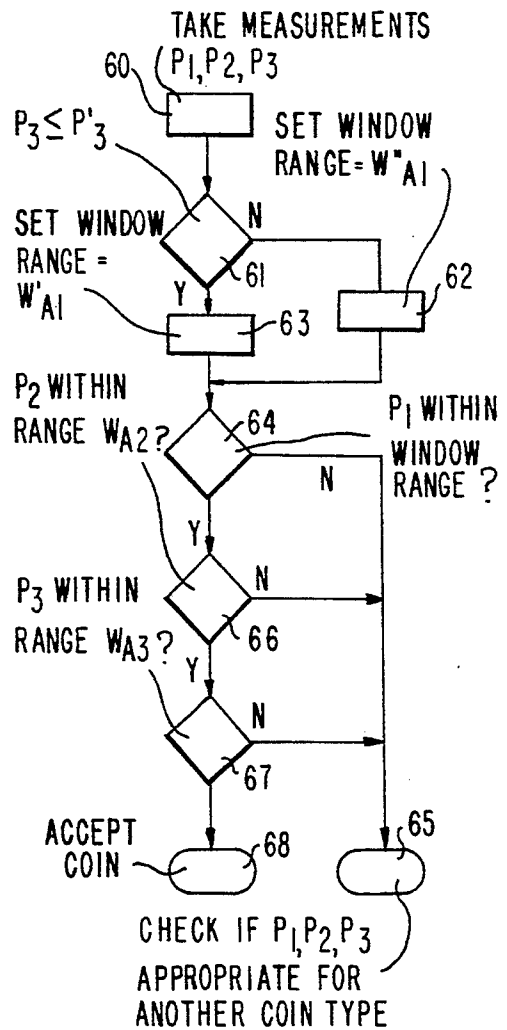 TAKE MEASUREMENTS
P1, P2, P3
60
P3 ≤ P'3
SET WINDOW
RANGE = W"A1
N
SET WINDOW
RANGE =
W'A1
61
Y
62
63
P2 WITHIN
RANGE WA2?
64
P1 WITHIN
WINDOW
RANGE ?
N
Y
P3 WITHIN
RANGE WA3?
N
66
Y
N
67
ACCEPT
COIN
68
65
CHECK IF P1, P2, P3
APPROPRIATE FOR
ANOTHER COIN TYPE